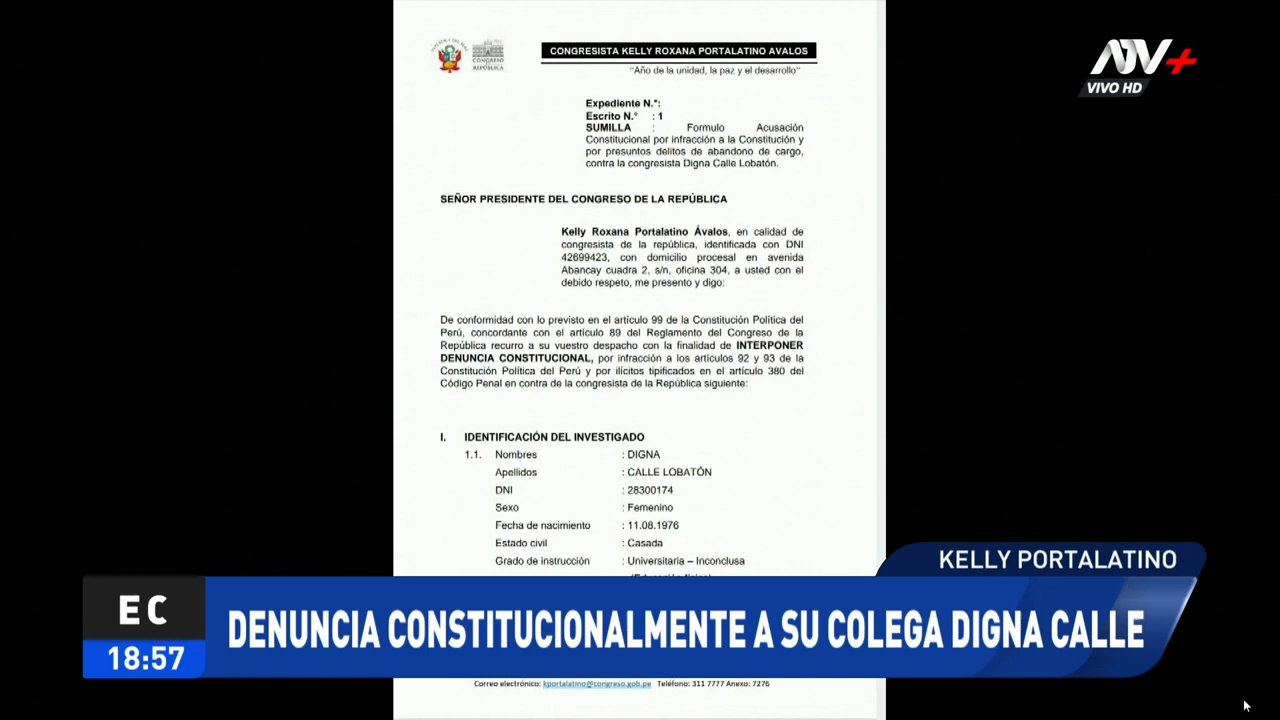 CONGRESO
REPÚBLICA
CONGRESISTA KELLY ROXANA PORTALATINO AVALOS
"Año de la unidad, la paz y el desarrollo"
ATV+
VIVO HD
Expediente N.°:
Escrito N.° : 1
SUMILLA : Formulo Acusación
Constitucional por infracción a la Constitución y
por presuntos delitos de abandono de cargo,
contra la congresista Digna Calle Lobatón.
SEÑOR PRESIDENTE DEL CONGRESO DE LA REPÚBLICA
Kelly Roxana Portalatino Ávalos, en calidad de
congresista de la república, identificada con DNI
42699423, con domicilio procesal en avenida
Abancay cuadra 2, s/n, oficina 304, a usted con el
debido respeto, me presento y digo:
De conformidad con lo previsto en el artículo 99 de la Constitución Política del
Perú, concordante con el artículo 89 del Reglamento del Congreso de la
República recurro a su vuestro despacho con la finalidad de INTERPONER
DENUNCIA CONSTITUCIONAL, por infracción a los artículos 92 y 93 de la
Constitución Política del Perú y por ilícitos tipificados en el artículo 380 del
Código Penal en contra de la congresista de la República siguiente:
I. IDENTIFICACIÓN DEL INVESTIGADO
1.1. Nombres : DIGNA
Apellidos : CALLE LOBATÓN
DNI : 28300174
Sexo : Femenino
Fecha de nacimiento : 11.08.1976
Estado civil : Casada
Grado de instrucción : Universitaria – Inconclusa
KELLY PORTALATINO
EC
DENUNCIA CONSTITUCIONALMENTE A SU COLEGA DIGNA CALLE
18:57
Correo electrónico: kportalatino@congreso.gob.pe Teléfono: 311 7777 Anexo: 7276